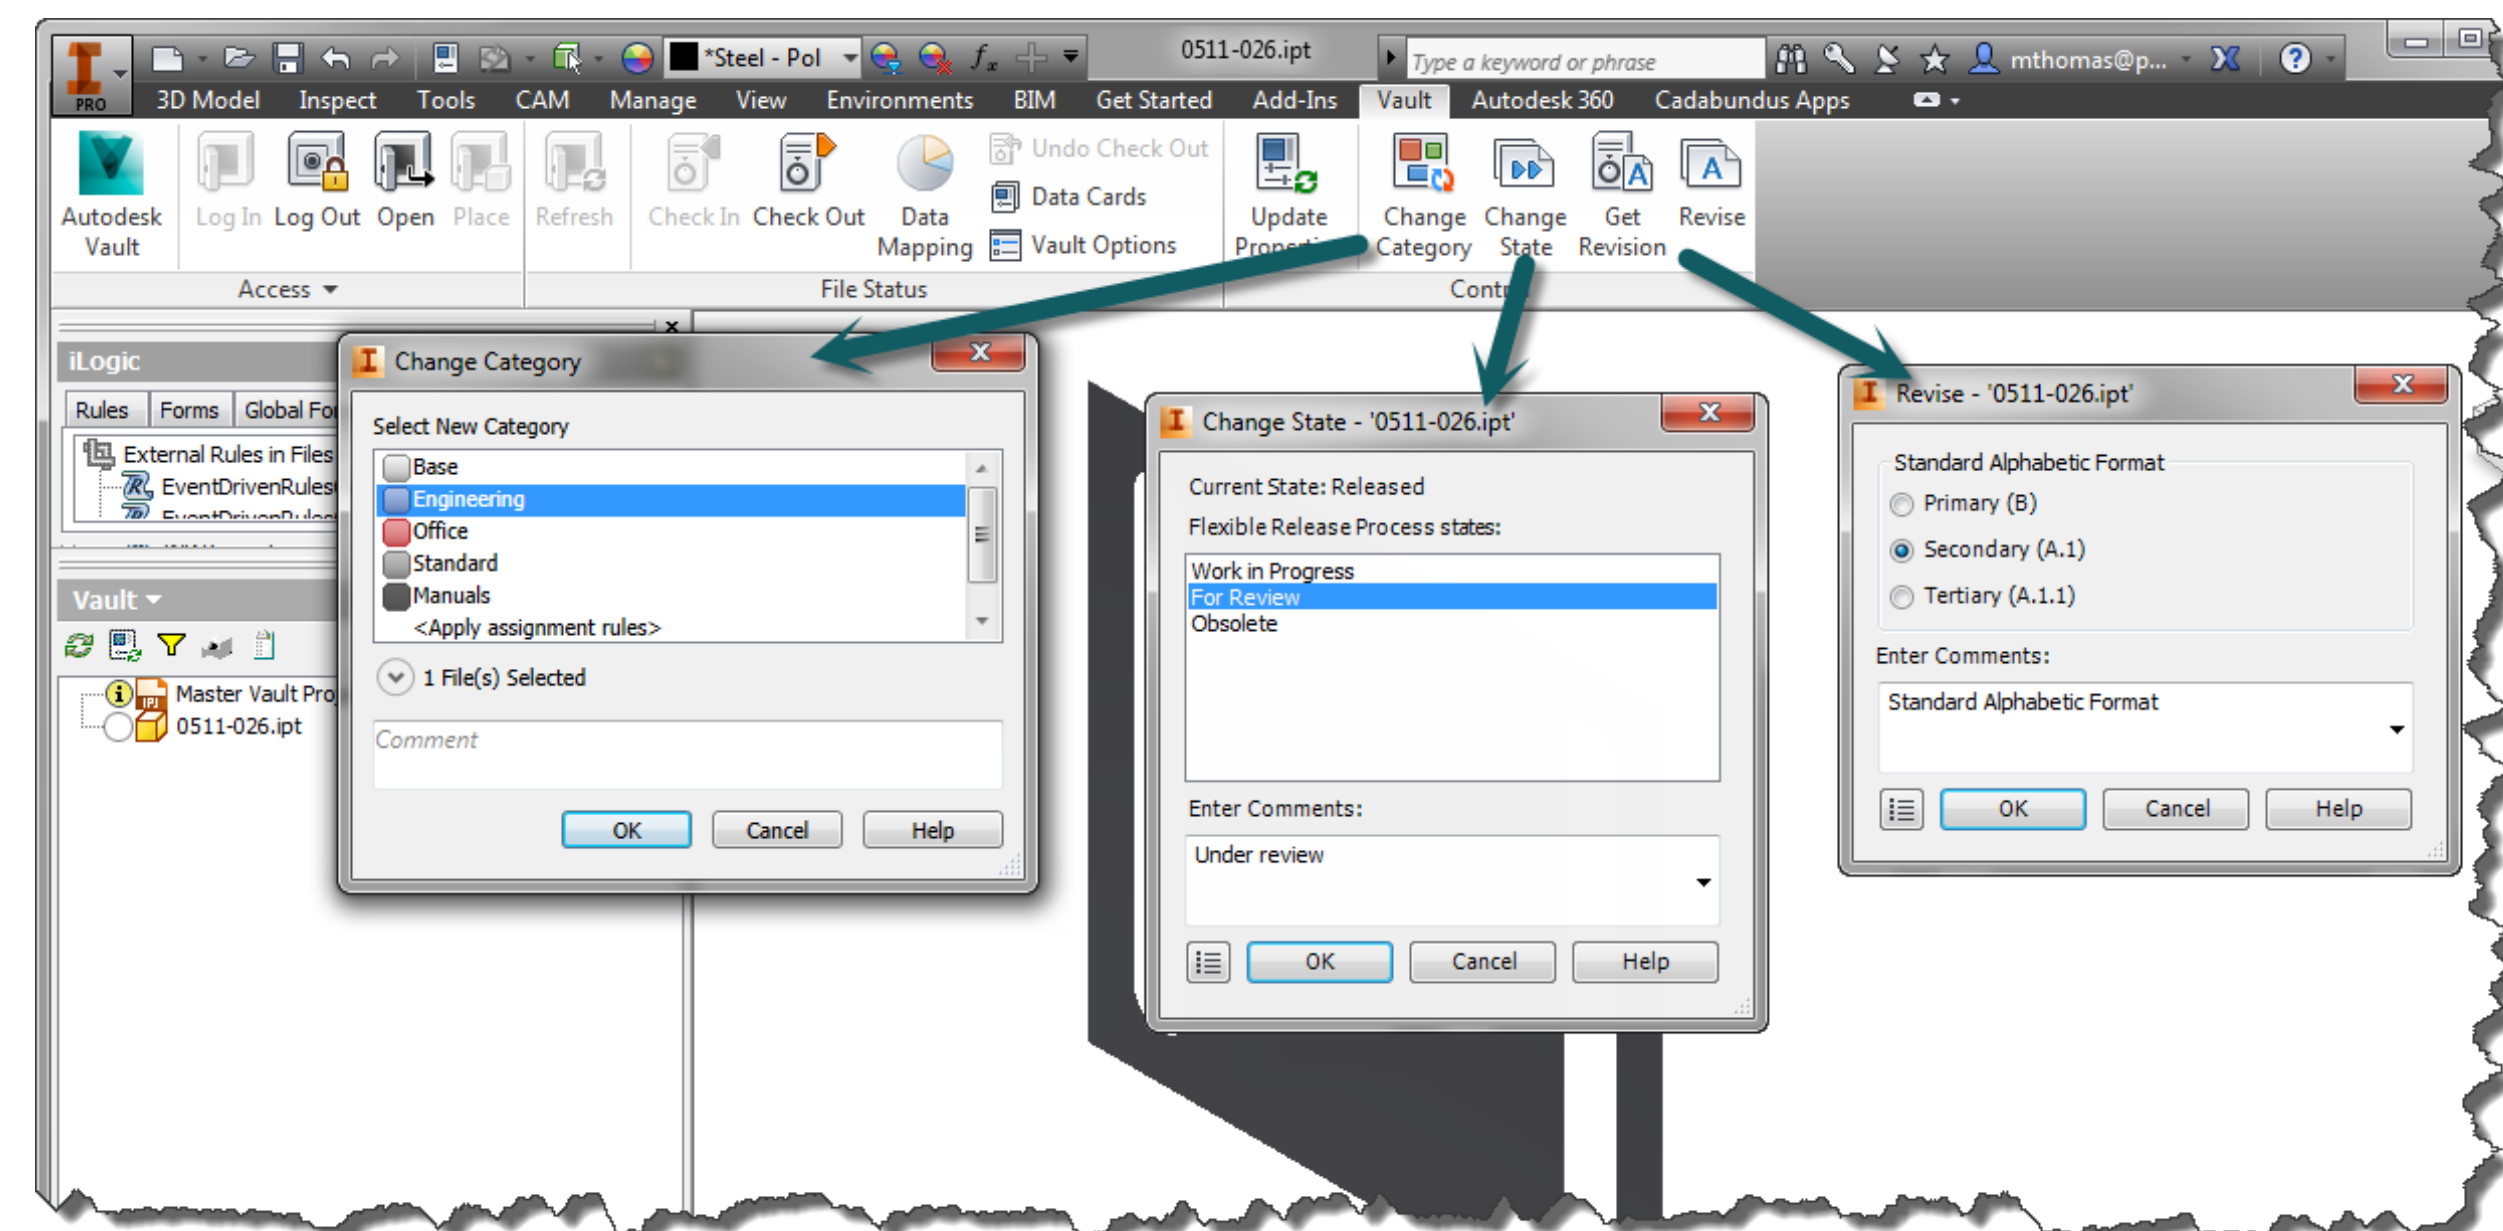 *Steel - Pol
0511-026.ipt
Type a keyword or phrase
mthomas@p...
PRO
3D Model Inspect Tools CAM Manage View Environments BIM Get Started Add-Ins Vault Autodesk 360 Cadabundus Apps
Autodesk Vault
Log In
Log Out
Open
Place
Refresh
Check In
Check Out
Data Mapping
Undo Check Out
Data Cards
Vault Options
Update
Change Category
Change State
Get Revision
Revise
Access
File Status
iLogic
Rules
Forms
External Rules in Files
Vault
Master Vault
0511-026.ipt
Change Category
Select New Category
Base
Engineering
Office
Standard
Manuals
<Apply assignment rules>
1 File(s) Selected
Comment
OK Cancel Help
Change State - '0511-026.ipt'
Current State: Released
Flexible Release Process states:
Work in Progress
For Review
Obsolete
Enter Comments:
Under review
OK Cancel Help
Revise - '0511-026.ipt'
Standard Alphabetic Format
Primary (B)
Secondary (A.1)
Tertiary (A.1.1)
Enter Comments:
Standard Alphabetic Format
OK Cancel Help